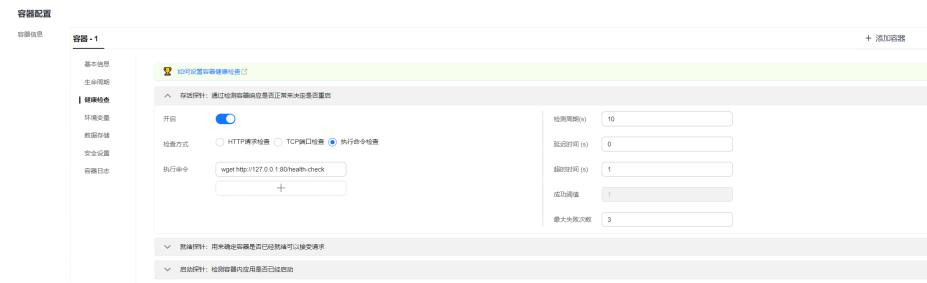 容器配置
容器信息
容器 - 1
+ 添加容器
基本信息
生命周期
健康检查
环境变量
数据存储
安全设置
容器日志
如何设置容器健康检查
存活探针：通过检测容器响应是否正常来决定是否重启
开启
检查方式
HTTP请求检查
TCP端口检查
执行命令检查
执行命令
wget http://127.0.0.1:80/health-check
+
检测周期(s)
10
延迟时间 (s)
0
超时时间 (s)
1
成功阈值
1
最大失败次数
3
就绪探针：用来确定容器是否已经就绪可以接受请求
启动探针：检测容器内应用是否已经启动